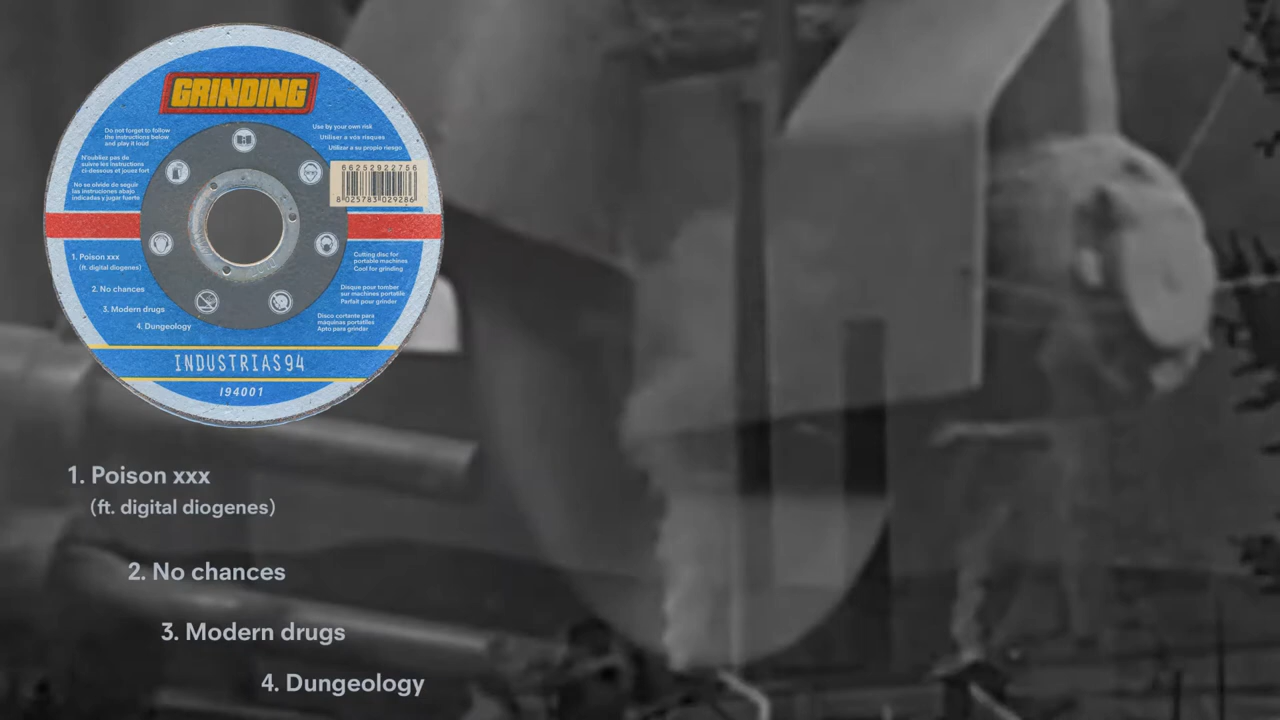 GRINDING
Do not forget to follow
the instructions below
and play it loud
N'oubliez pas de
suivre les instructions
ci-dessous et jouez fort
No se olvide de seguir
las instruciones abajo
indicadas y jugar fuerte
Use by your own risk
Utiliser a vos risques
Utilizar a su propio riesgo
66252922756
8 025783 029286
1. Poison xxx
(ft. digital diogenes)
2. No chances
3. Modern drugs
4. Dungeology
Cutting disc for
portable machines
Cool for grinding
Disque pour tomber
sur machines portable
Parfait pour grinder
Disco cortante para
maquinas portatiles
Apto para grindar
INDUSTRIAS94
I94001
1. Poison xxx
(ft. digital diogenes)
2. No chances
3. Modern drugs
4. Dungeology